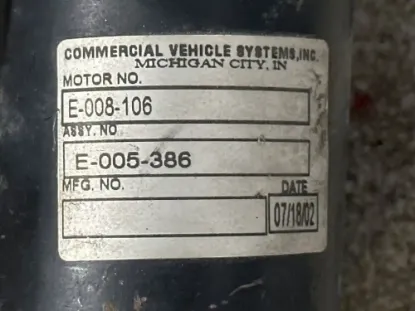 COMMERCIAL VEHICLE SYSTEMS,INC.
MICHIGAN CITY, IN
MOTOR NO.
E-008-106
ASSY. NO
E-005-386
MFG. NO.
DATE
07/18/02